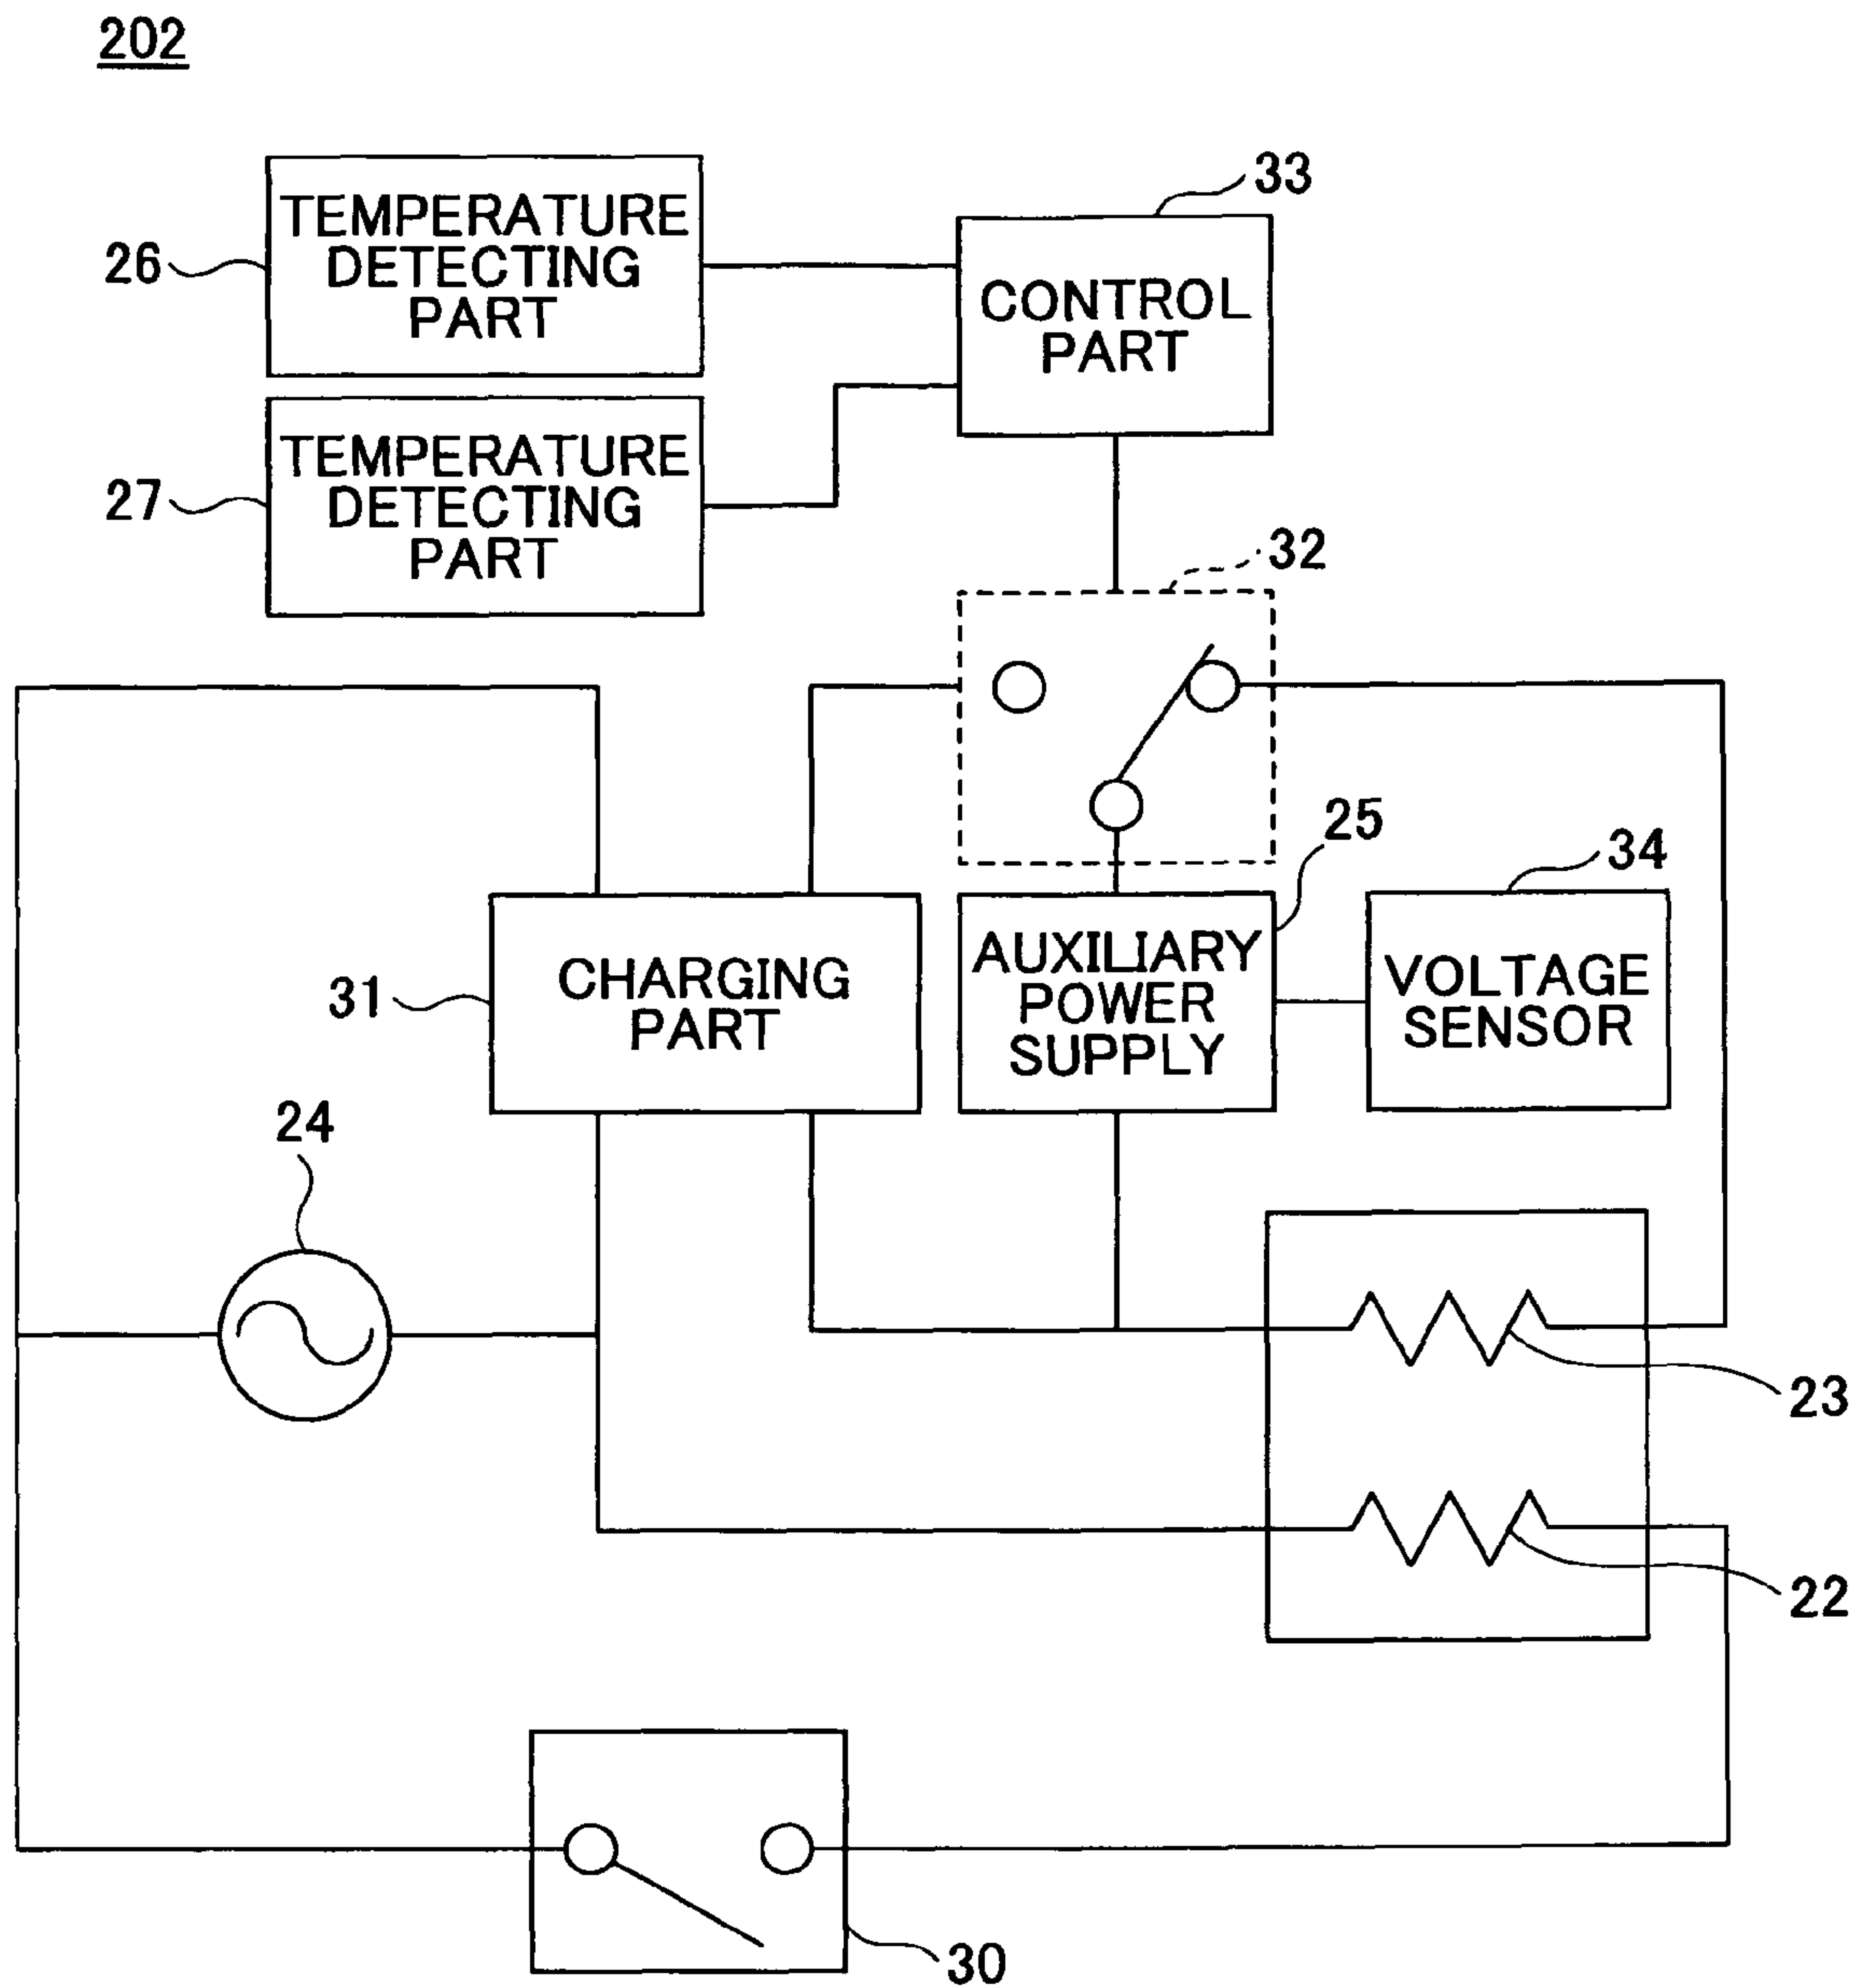 202
33
TEMPERATURE
DETECTING
PART
26
CONTROL
PART
TEMPERATURE
DETECTING
PART
27
32
25
34
CHARGING
PART
31
AUXILIARY
POWER
SUPPLY
VOLTAGE
SENSOR
24
23
22
30